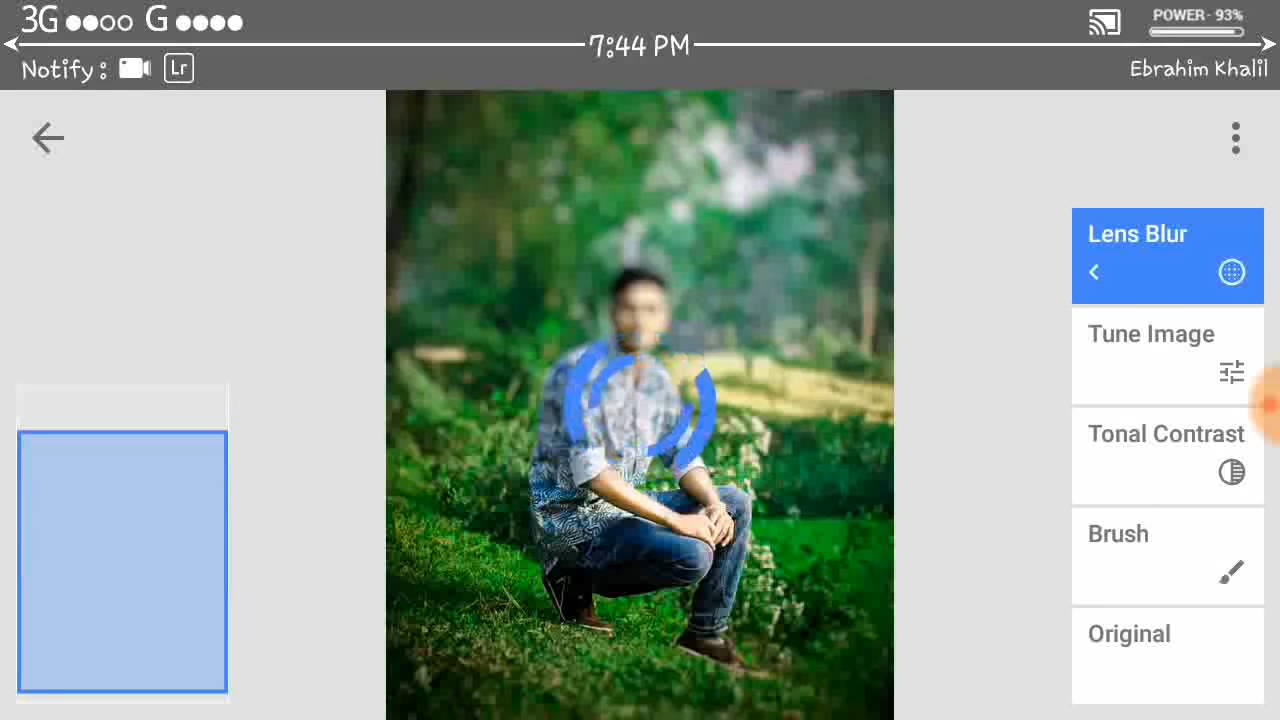 3G G
7:44 PM
POWER- 93%
Notify :
Lr
Ebrahim Khalil
Lens Blur
Tune Image
Tonal Contrast
Brush
Original